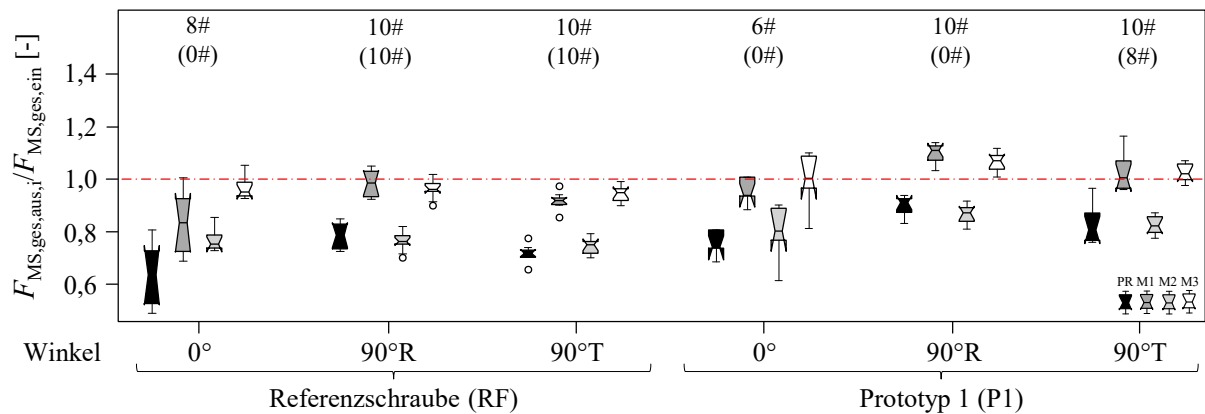 8# 10# 10# 6# 10# 10#
(0#) (10#) (10#) (0#) (0#) (8#)
F_MS,ges,aus,i/F_MS,ges,ein [-]
1,4
1,2
1,0
0,8
0,6
PR M1 M2 M3
Winkel 0° 90°R 90°T 0° 90°R 90°T
Referenzschraube (RF) Prototyp 1 (P1)